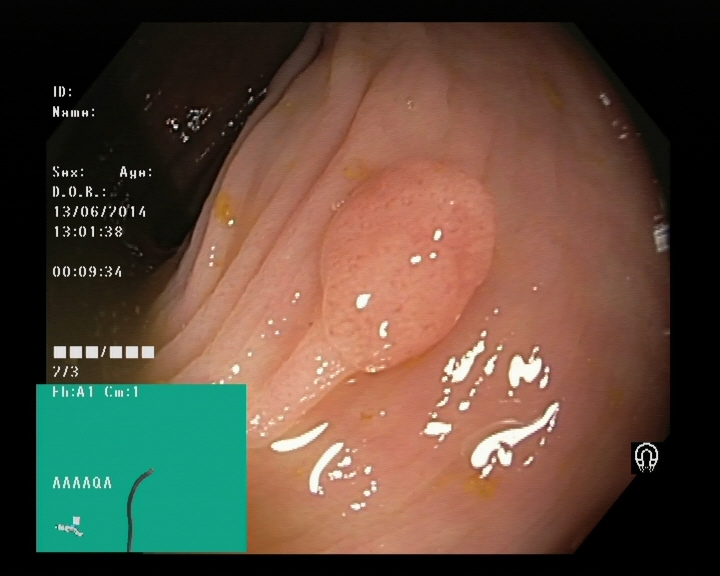 ID:
Name:
Sex: Age:
D.O.B.:
13/06/2014
13:01:38
00:09:34
■■■/■■■
2/3
Eh:A1 Cm:1
AAAAQA